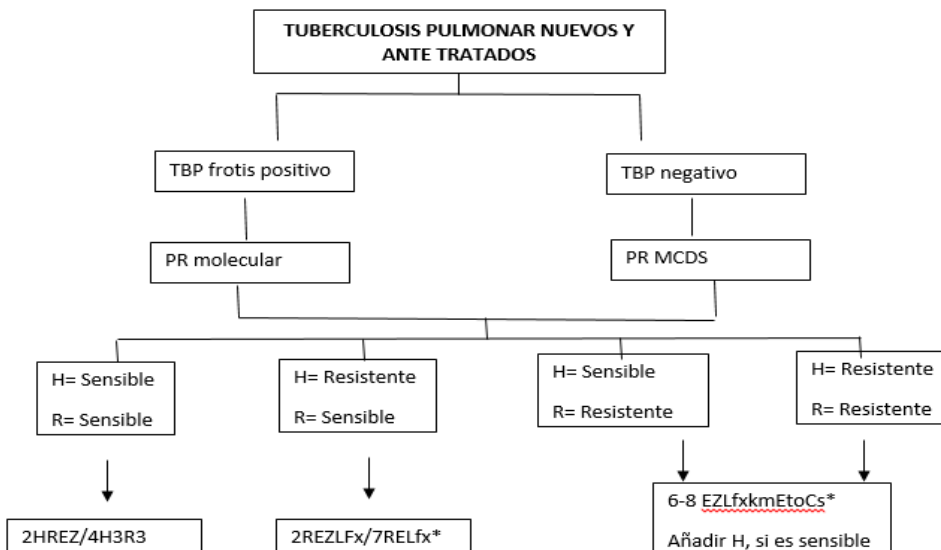 TUBERCULOSIS PULMONAR NUEVOS Y
ANTE TRATADOS
TBP frotis positivo
TBP negativo
PR molecular
PR MCDS
H= Sensible
R= Sensible
H= Resistente
R= Sensible
H= Sensible
R= Resistente
H= Resistente
R= Resistente
2HREZ/4H3R3
2REZLFx/7RELfx*
6-8 EZLfxkmEtoCs*
Añadir H, si es sensible